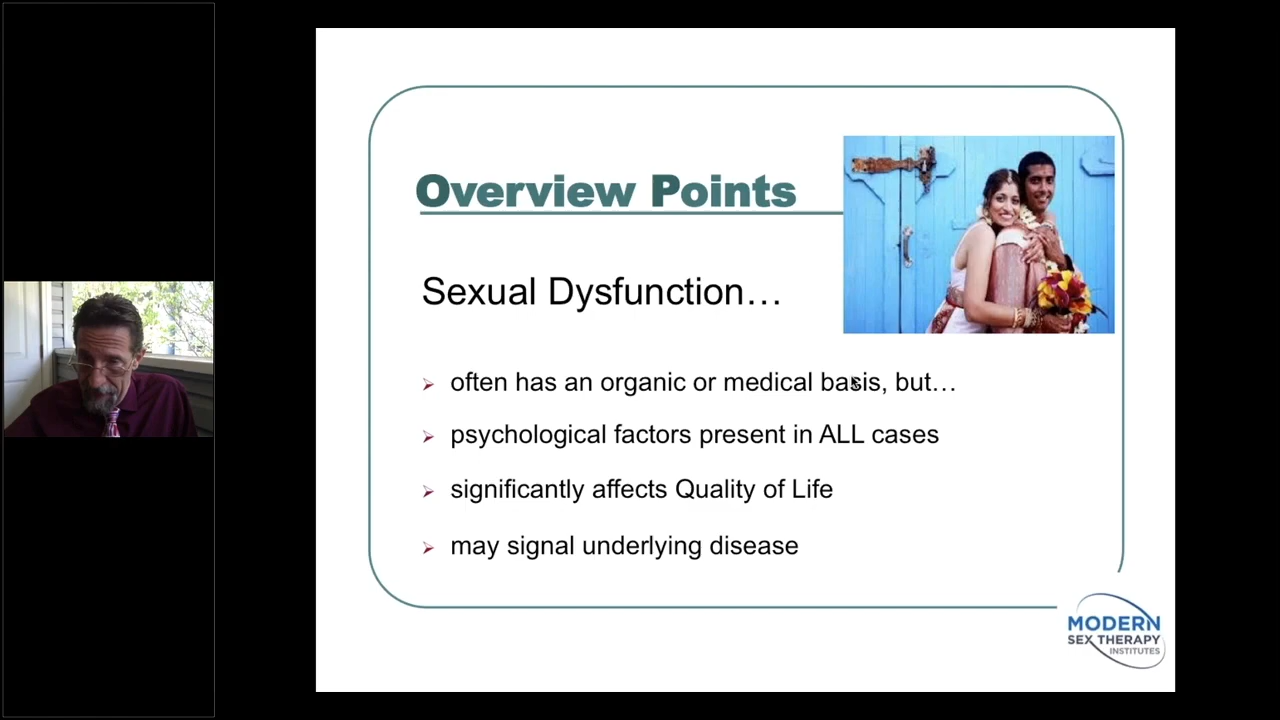 Overview Points
Sexual Dysfunction...
often has an organic or medical basis, but...
psychological factors present in ALL cases
significantly affects Quality of Life
may signal underlying disease
MODERN
SEX THERAPY
INSTITUTES